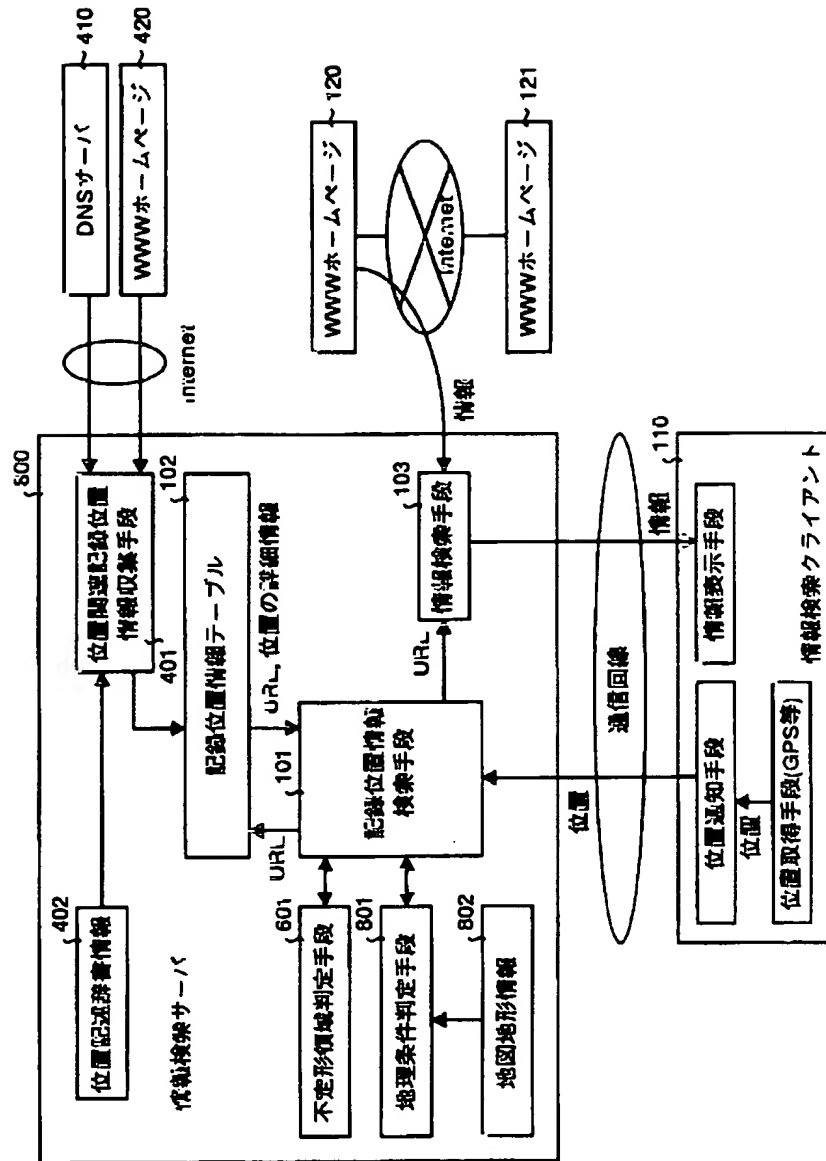 800
情報検索サーバ
402
位置記述辞書情報
位置関連記録位置
情報収集手段
401
Internet
DNSサーバ
410
WWWホームページ
420
102
記録位置情報テーブル
URL
URL, 位置の詳細情報
601
不定形領域判定手段
801
地理条件判定手段
802
地図地形情報
101
記録位置情報
検索手段
URL
103
情報検索手段
情報
WWWホームページ
120
Internet
WWWホームページ
121
位置
通信回線
情報
110
位置通知手段
位置
位置取得手段(GPS等)
情報表示手段
情報検索クライアント